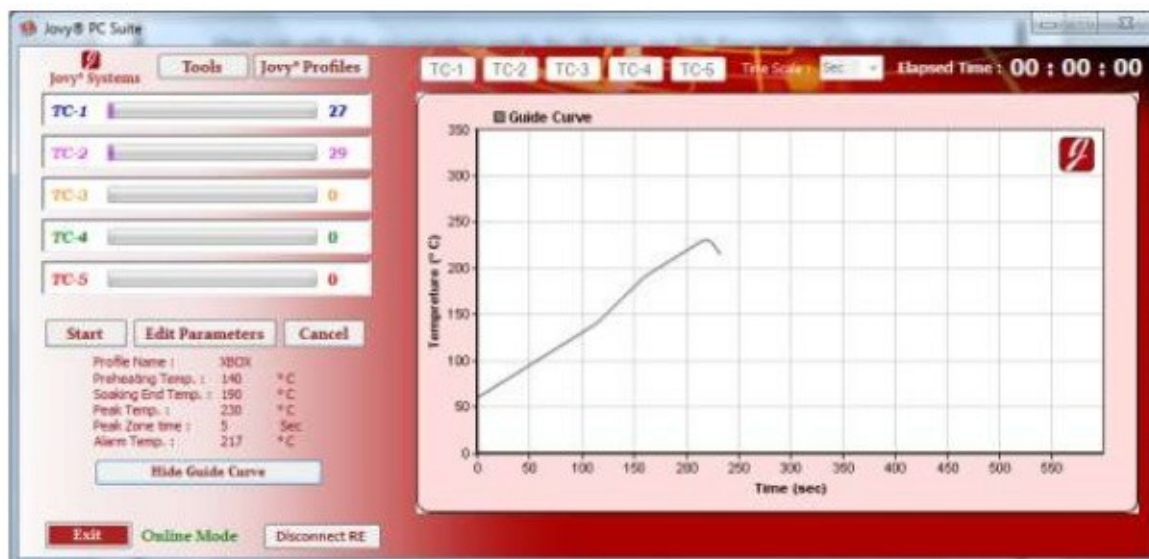 Jovy® PC Suite
Jovy® Systems Tools Jovy® Profiles TC-1 TC-2 TC-3 TC-4 TC-5 Time Scale : Sec Elapsed Time : 00 : 00 : 00
TC-1 27
TC-2 29
TC-3 0
TC-4 0
TC-5 0
Start Edit Parameters Cancel
Profile Name : XBOX
Preheating Temp. : 140 °C
Soaking End Temp. : 190 °C
Peak Temp. : 230 °C
Peak Zone time : 5 Sec
Alarm Temp. : 217 °C
Hide Guide Curve
Exit Online Mode Disconnect RE
Guide Curve
Tempreture (° C)
350
300
250
200
150
100
50
0
0 50 100 150 200 250 300 350 400 450 500 550
Time (sec)